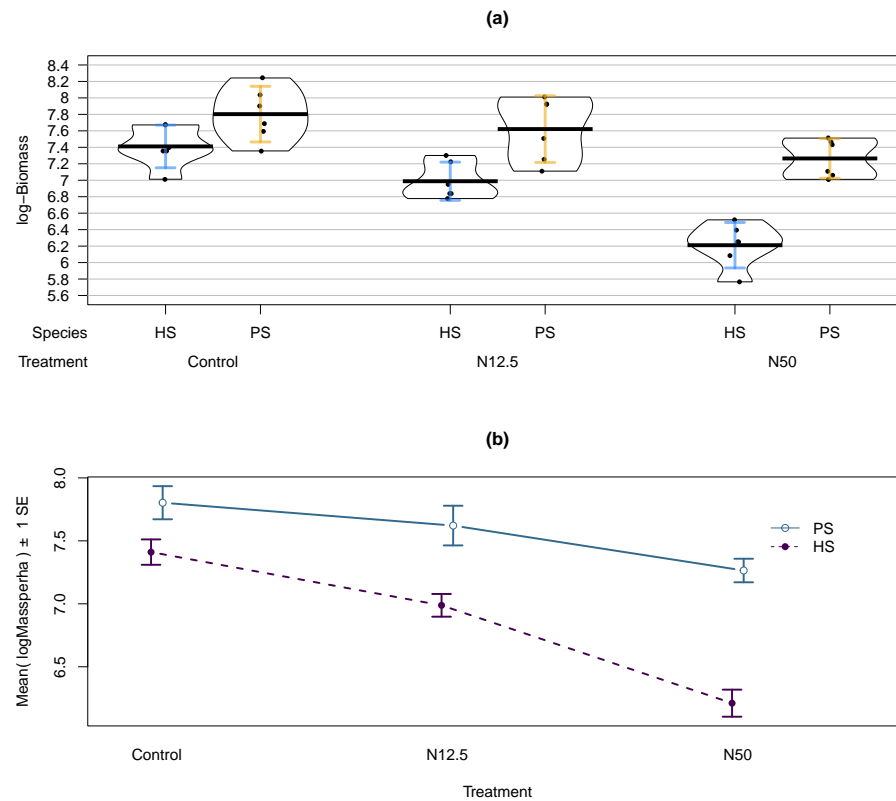 (a)
log−Biomass
8.4
8.2
8
7.8
7.6
7.4
7.2
7
6.8
6.6
6.4
6.2
6
5.8
5.6
Species HS PS HS PS HS PS
Treatment Control N12.5 N50
(b)
Mean( logMassperha ) ± 1 SE
8.0
7.5
7.0
6.5
PS
HS
Control N12.5 N50
Treatment